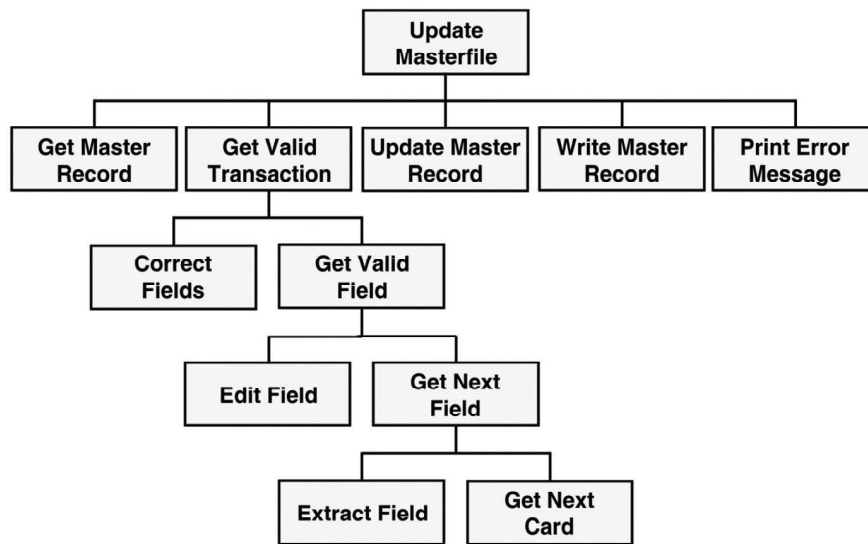 Update
Masterfile
Get Master
Record
Get Valid
Transaction
Update Master
Record
Write Master
Record
Print Error
Message
Correct
Fields
Get Valid
Field
Edit Field
Get Next
Field
Extract Field
Get Next
Card